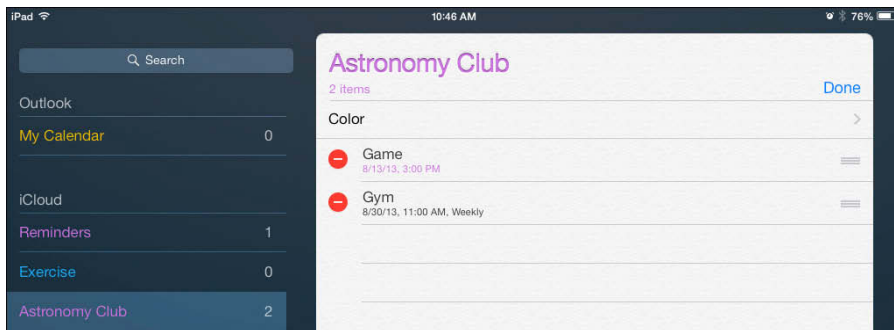 iPad 10:46 AM 76%
Search
Outlook
My Calendar 0
iCloud
Reminders 1
Exercise 0
Astronomy Club 2
Astronomy Club
2 items Done
Color
Game
8/13/13, 3:00 PM
Gym
8/30/13, 11:00 AM, Weekly